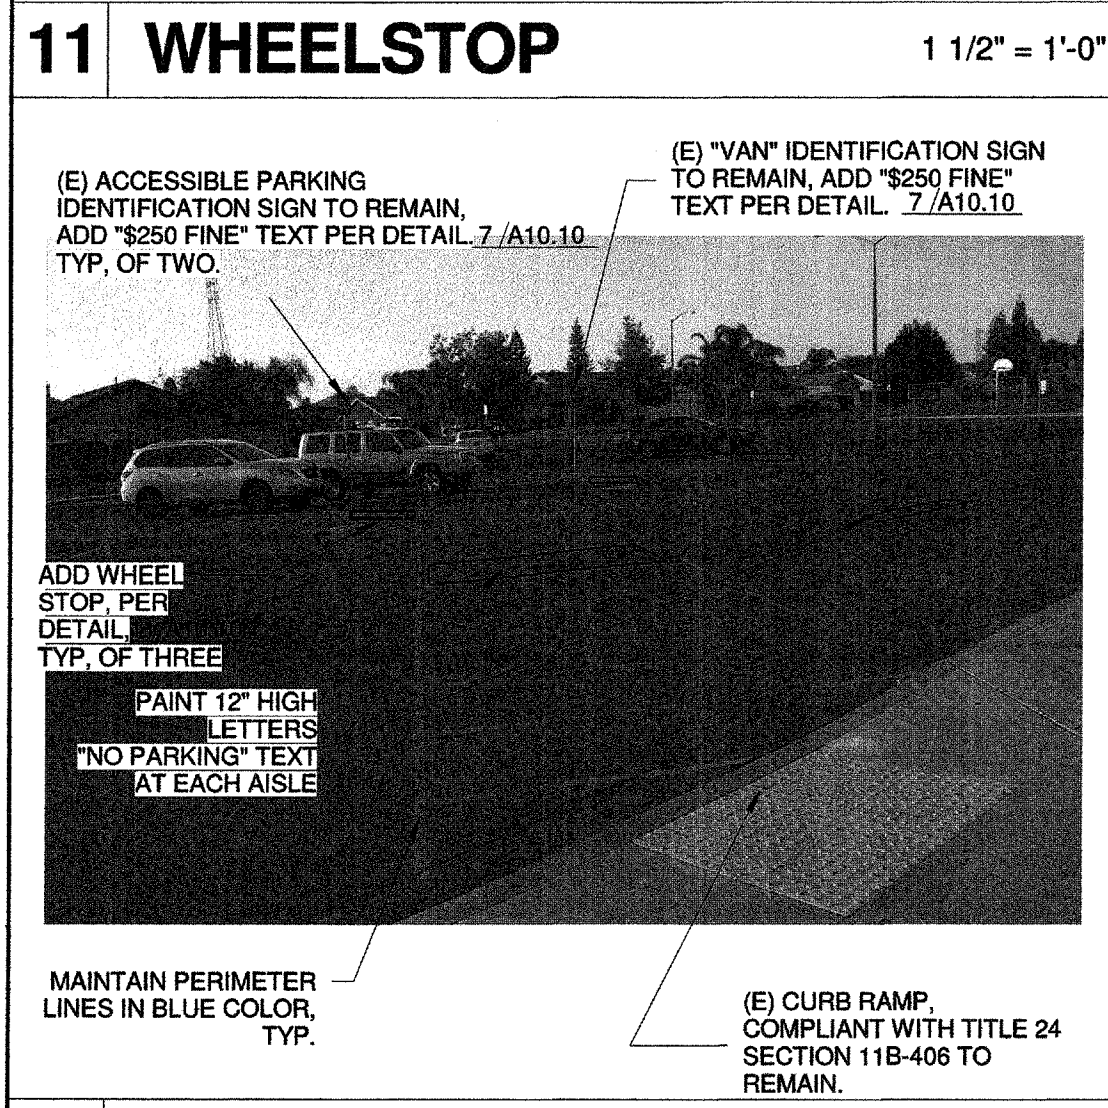 11 WHEELSTOP 1 1/2" = 1'-0"
(E) ACCESSIBLE PARKING
IDENTIFICATION SIGN TO REMAIN,
ADD "$250 FINE" TEXT PER DETAIL. 7 /A10.10
TYP, OF TWO.
(E) "VAN" IDENTIFICATION SIGN
TO REMAIN, ADD "$250 FINE"
TEXT PER DETAIL. 7 /A10.10
ADD WHEEL
STOP, PER
DETAIL,
TYP, OF THREE
PAINT 12" HIGH
LETTERS
"NO PARKING" TEXT
AT EACH AISLE
MAINTAIN PERIMETER
LINES IN BLUE COLOR,
TYP.
(E) CURB RAMP,
COMPLIANT WITH TITLE 24
SECTION 11B-406 TO
REMAIN.